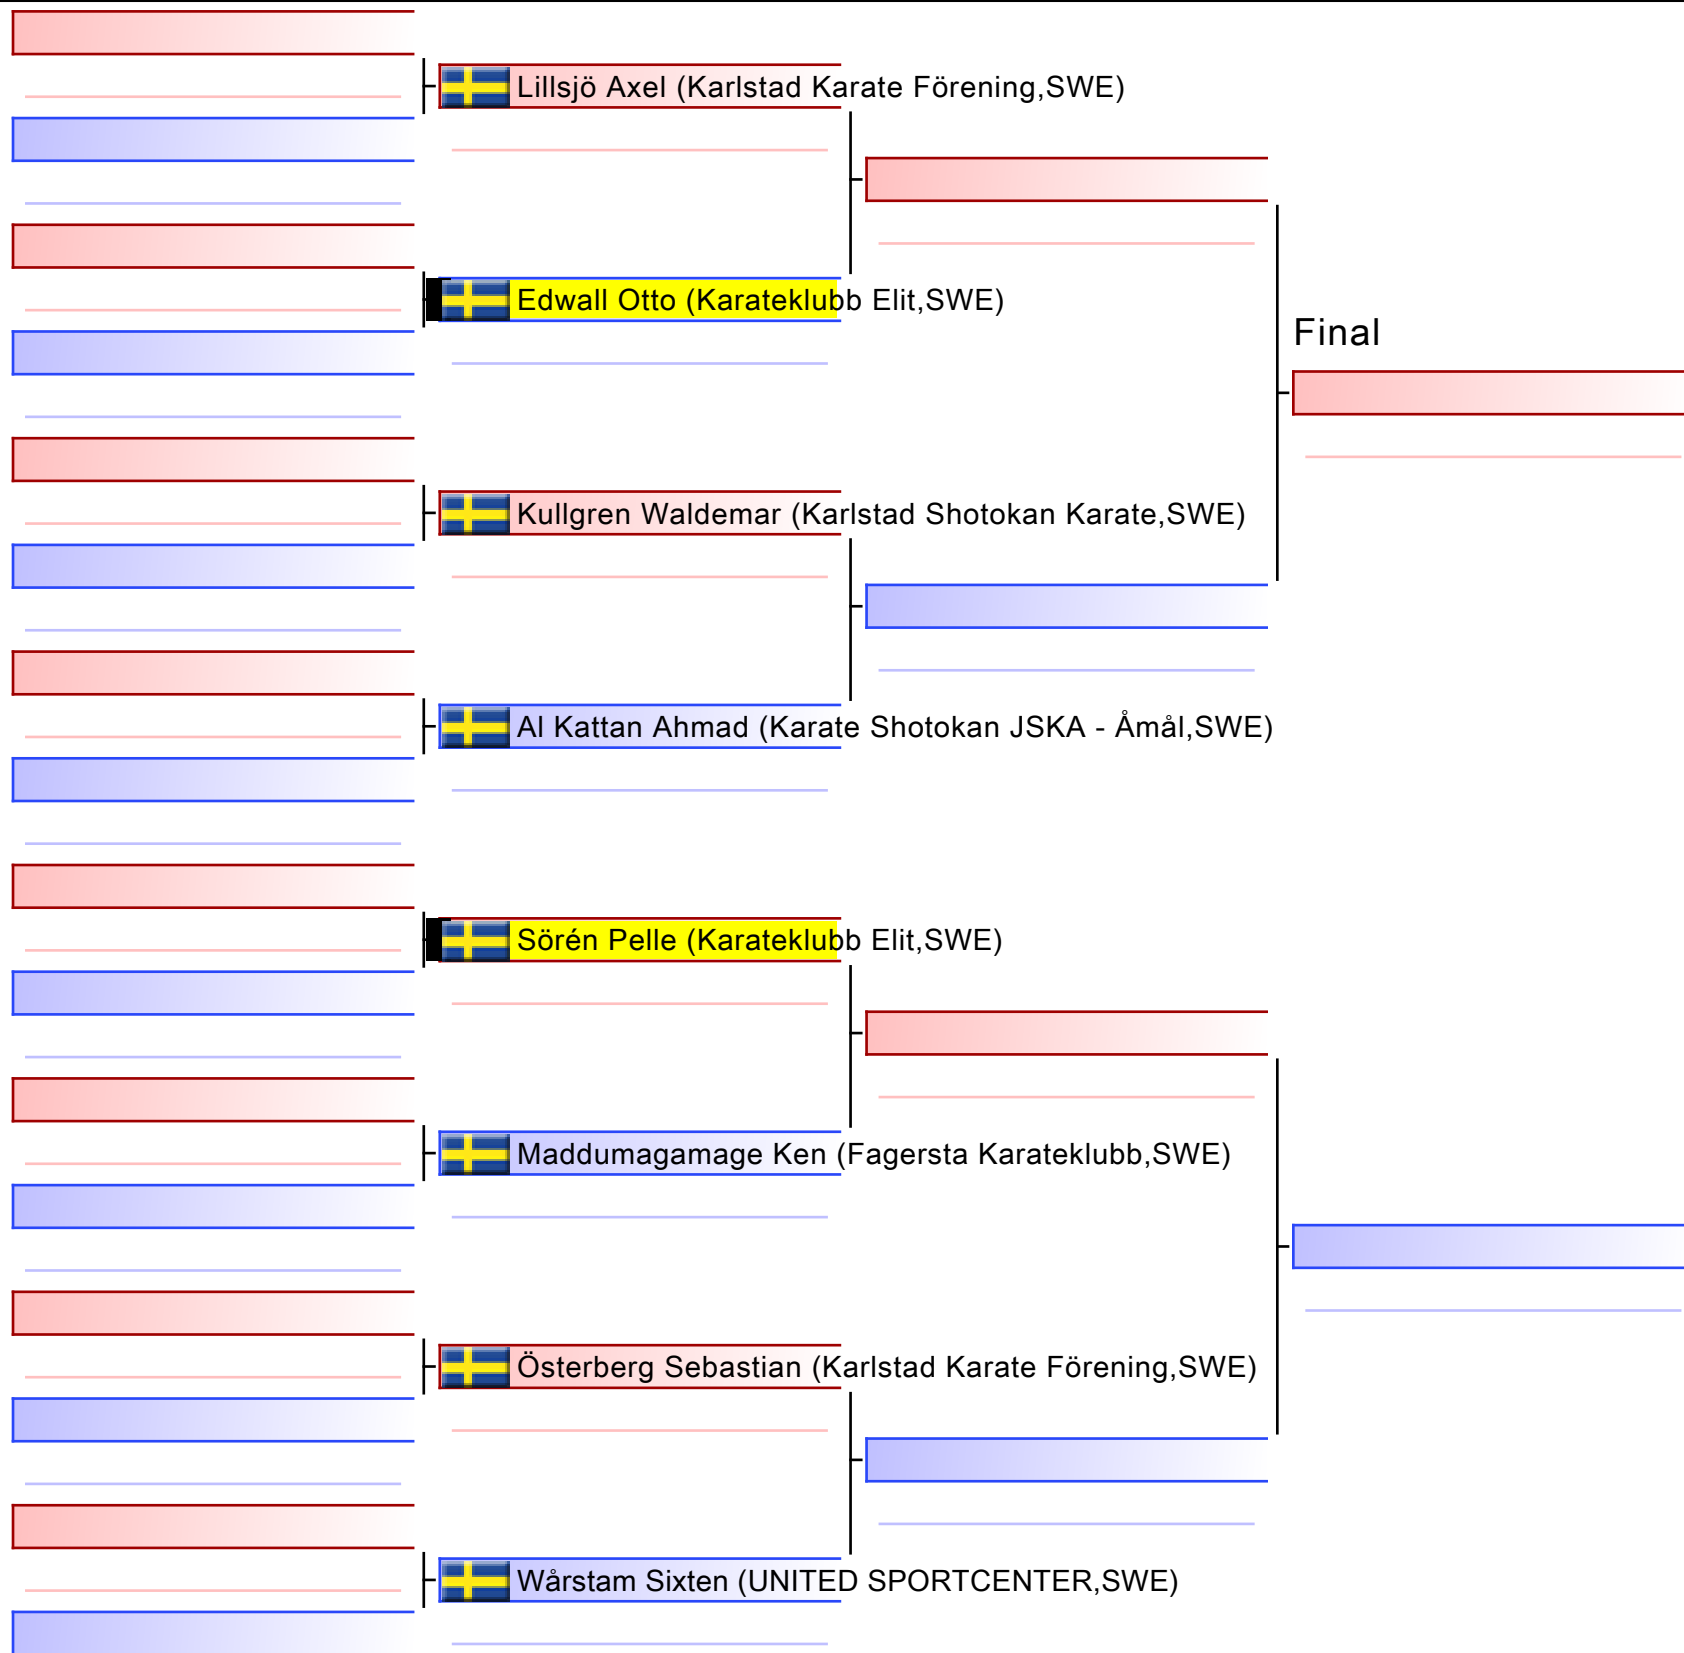 Lillsjö Axel (Karlstad Karate Förening,SWE)
Edwall Otto (Karateklubb Elit,SWE)
Final
Kullgren Waldemar (Karlstad Shotokan Karate,SWE)
Al Kattan Ahmad (Karate Shotokan JSKA - Åmål,SWE)
Sörén Pelle (Karateklubb Elit,SWE)
Maddumagamage Ken (Fagersta Karateklubb,SWE)
Österberg Sebastian (Karlstad Karate Förening,SWE)
Wårstam Sixten (UNITED SPORTCENTER,SWE)